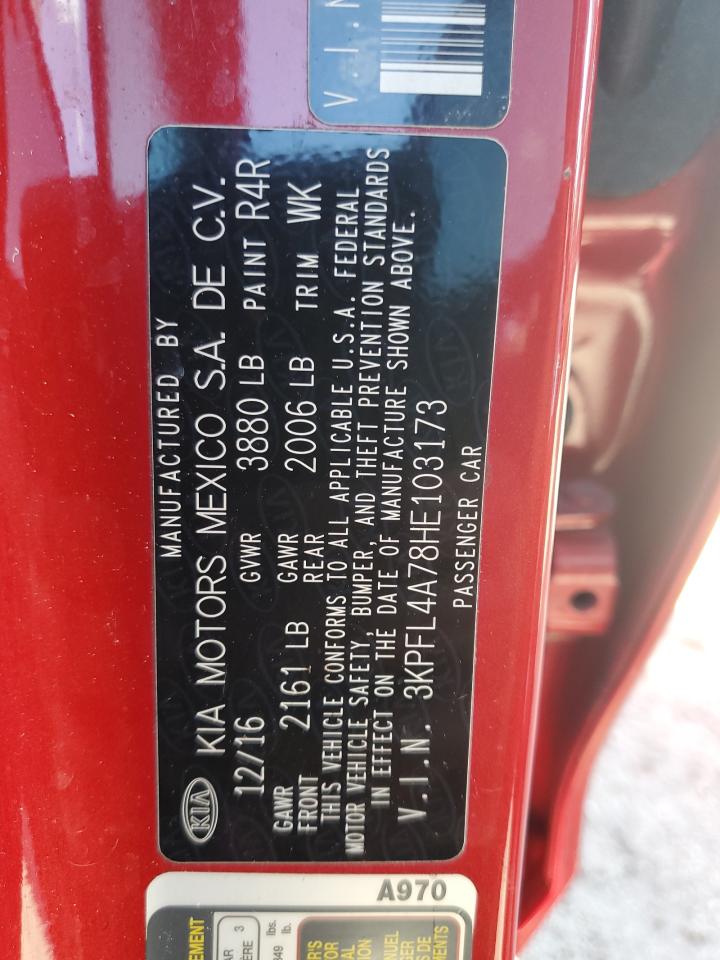 V.I.N
MANUFACTURED BY
KIA
KIA MOTORS MEXICO S.A. DE C.V.
12/16 GVWR 3880 LB PAINT R4R
GAWR FRONT 2161 LB GAWR REAR 2006 LB TRIM WK
THIS VEHICLE CONFORMS TO ALL APPLICABLE U.S.A. FEDERAL
MOTOR VEHICLE SAFETY, BUMPER, AND THEFT PREVENTION STANDARDS
IN EFFECT ON THE DATE OF MANUFACTURE SHOWN ABOVE.
V.I.N. 3KPFL4A78HE103173
PASSENGER CAR
A970